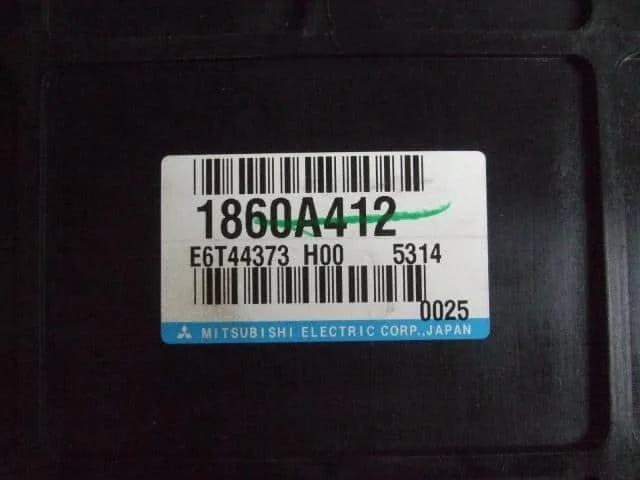 1860A412
E6T44373 H00 5314
0025
MITSUBISHI ELECTRIC CORP.,JAPAN